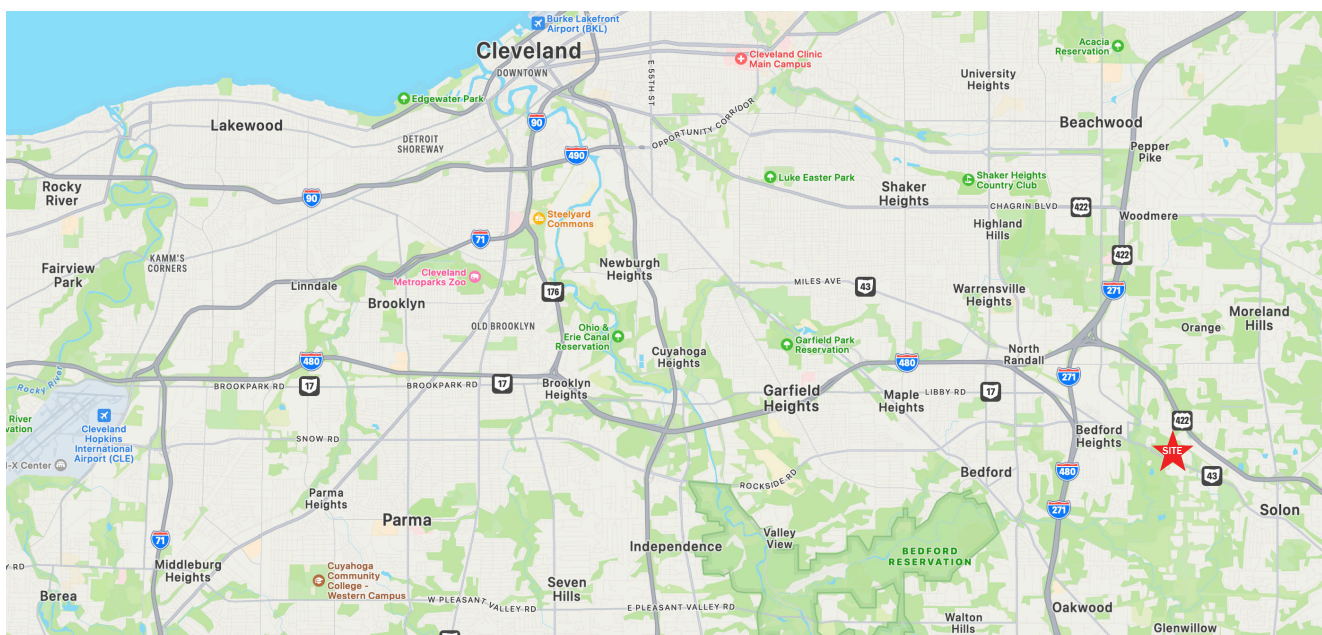 Burke Lakefront
Airport (BKL)
Cleveland
DOWNTOWN
E 55TH ST
Cleveland Clinic
Main Campus
Acacia
Reservation
University
Heights
Edgewater Park
Lakewood
DETROIT
SHOREWAY
90
490
OPPORTUNITY CORRIDOR
Beachwood
Pepper
Pike
Rocky
River
90
Luke Easter Park
Shaker
Heights
Shaker Heights
Country Club
CHAGRIN BLVD
422
Woodmere
Highland
Hills
Steelyard
Commons
71
422
KAMM'S
CORNERS
Fairview
Park
Linndale
Cleveland
Metroparks Zoo
Brooklyn
176
Newburgh
Heights
MILES AVE
43
Warrensville
Heights
271
Moreland
Hills
Orange
OLD BROOKLYN
Ohio &
Erie Canal
Reservation
Garfield Park
Reservation
Cuyahoga
Heights
North
Randall
480
480
271
Rocky River
BROOKPARK RD
17
BROOKPARK RD
17
Brooklyn
Heights
Garfield
Heights
Maple
Heights
LIBBY RD
17
River
vation
Cleveland
Hopkins
International
Airport (CLE)
I-X Center
SNOW RD
Bedford
Heights
422
SITE
43
ROCKSIDE RD
Bedford
480
271
Solon
Parma
Heights
Parma
71
Independence
Valley
View
BEDFORD
RESERVATION
Y RD
Middleburg
Heights
Cuyahoga
Community
College -
Western Campus
Seven
Hills
Berea
W PLEASANT VALLEY RD
E PLEASANT VALLEY RD
Walton
Hills
Oakwood
Glenwillow